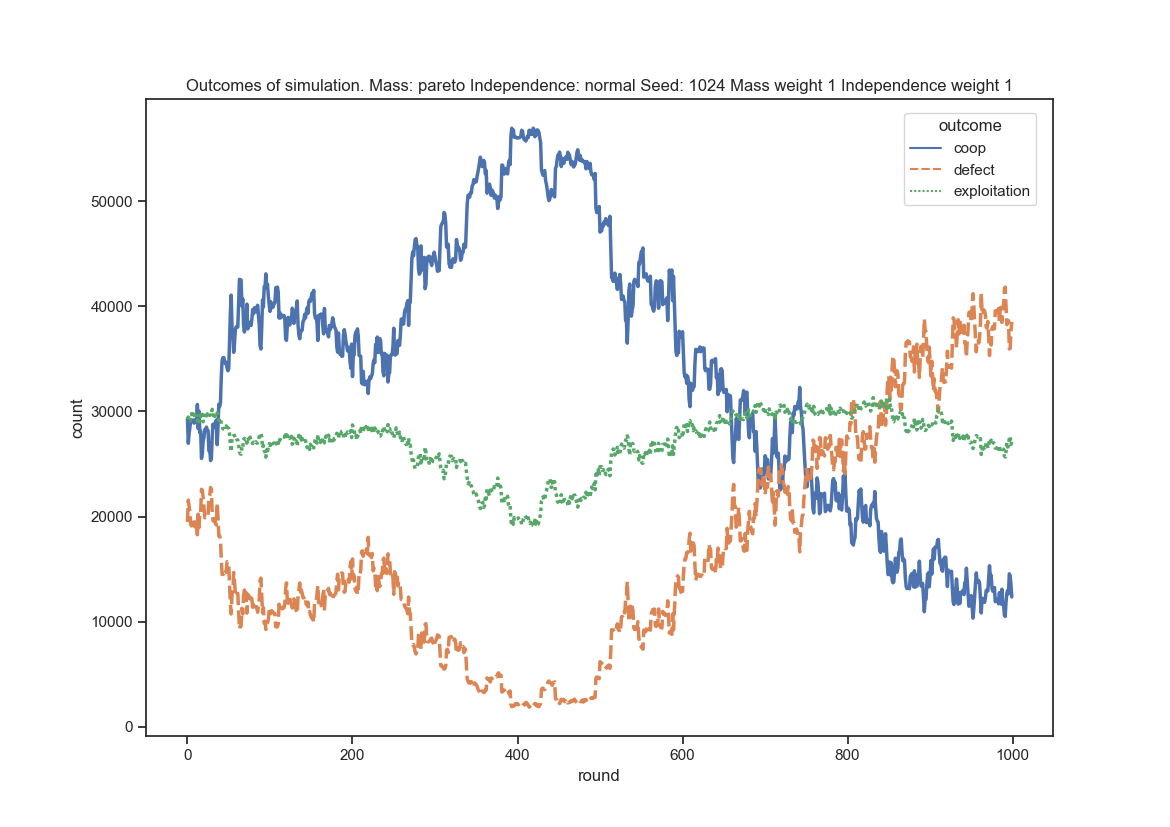 Outcomes of simulation. Mass: pareto Independence: normal Seed: 1024 Mass weight 1 Independence weight 1
outcome
coop
defect
exploitation
50000
40000
30000
20000
10000
0
count
0 200 400 600 800 1000
round